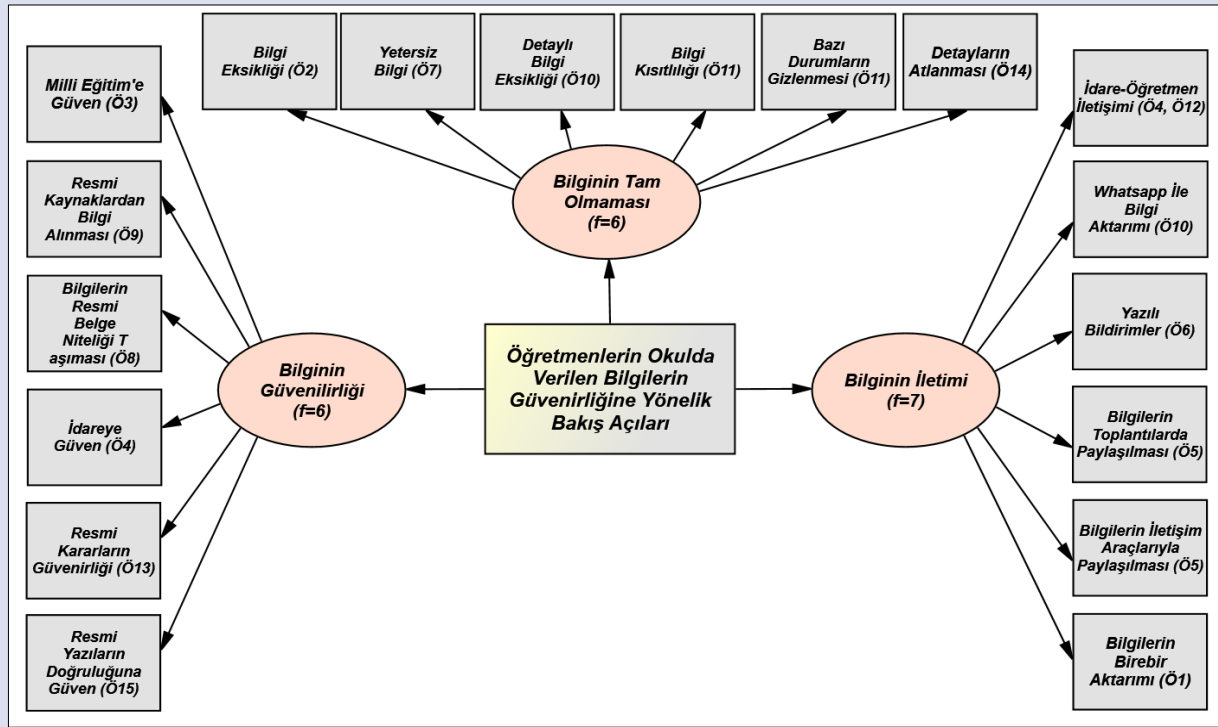 Bilgi
Eksikliği (Ö2)
Yetersiz
Bilgi (Ö7)
Detaylı
Bilgi
Eksikliği (Ö10)
Bilgi
Kısıtlılığı (Ö11)
Bazı
Durumların
Gizlenmesi (Ö11)
Detayların
Atlanması (Ö14)
Milli Eğitim'e
Güven (Ö3)
Resmi
Kaynaklardan
Bilgi
Alınması (Ö9)
Bilgilerin
Resmi
Belge
Niteliği T
aşıması (Ö8)
İdareye
Güven (Ö4)
Resmi
Kararların
Güvenirliği (Ö13)
Resmi
Yazıların
Doğruluğuna
Güven (Ö15)
Bilginin Tam
Olmaması
(f=6)
Bilginin
Güvenilirliği
(f=6)
Öğretmenlerin Okulda
Verilen Bilgilerin
Güvenirliğine Yönelik
Bakış Açıları
Bilginin İletimi
(f=7)
İdare-Öğretmen
İletişimi (Ö4, Ö12)
Whatsapp İle
Bilgi
Aktarımı (Ö10)
Yazılı
Bildirimler (Ö6)
Bilgilerin
Toplantılarda
Paylaşılması (Ö5)
Bilgilerin İletişim
Araçlarıyla
Paylaşılması (Ö5)
Bilgilerin
Birebir
Aktarımı (Ö1)